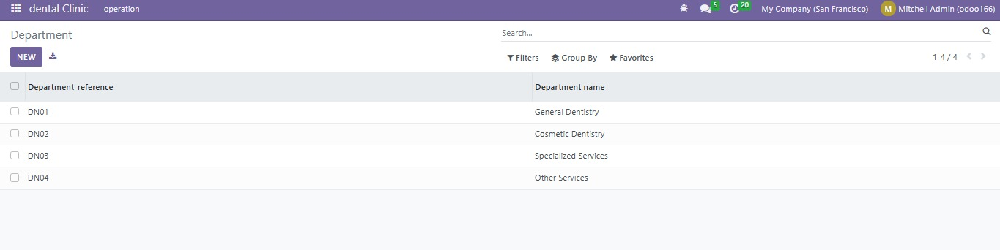 dental Clinic operation 5 20 My Company (San Francisco) M Mitchell Admin (odoo166)
Department Search...
NEW Filters Group By Favorites 1-4 / 4
Department_reference Department name
DN01 General Dentistry
DN02 Cosmetic Dentistry
DN03 Specialized Services
DN04 Other Services